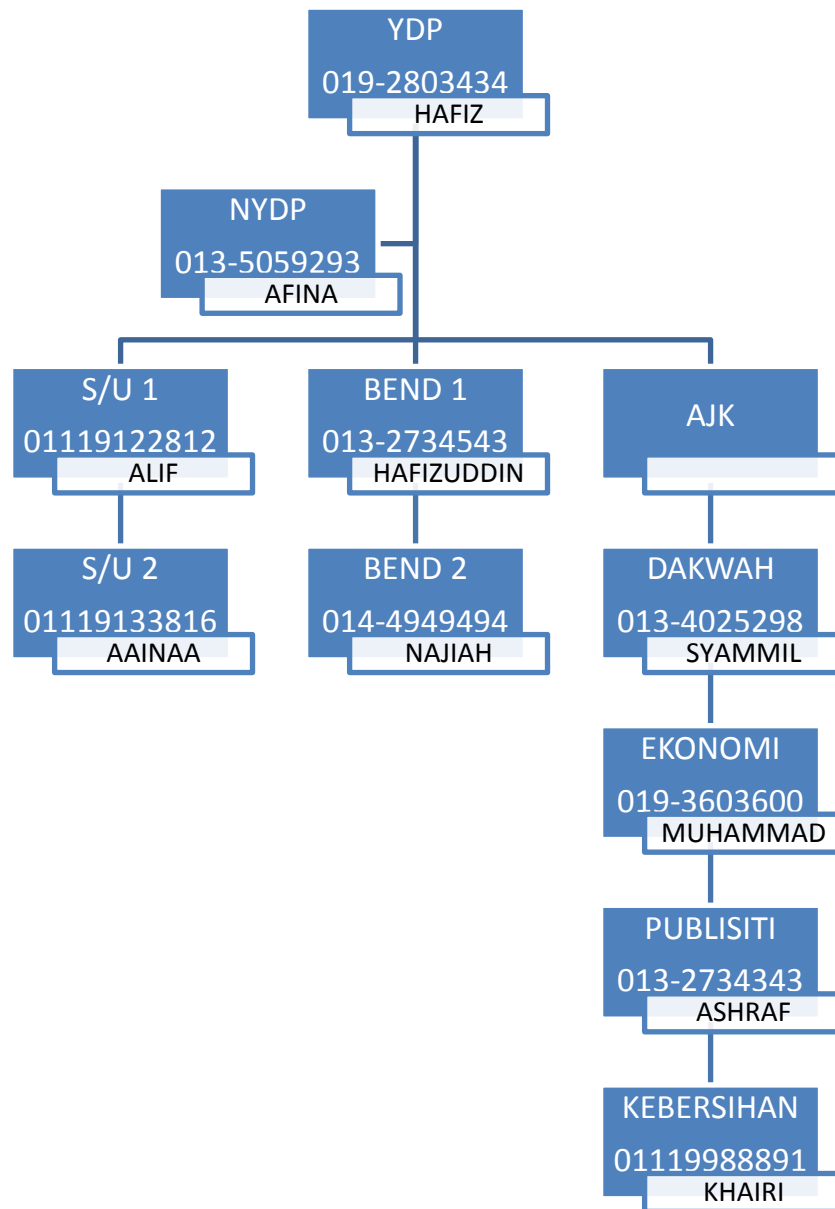 YDP
019-2803434
HAFIZ
NYDP
013-5059293
AFINA
S/U 1
01119122812
ALIF
BEND 1
013-2734543
HAFIZUDDIN
AJK
S/U 2
01119133816
AAINAA
BEND 2
014-4949494
NAJIAH
DAKWAH
013-4025298
SYAMMIL
EKONOMI
019-3603600
MUHAMMAD
PUBLISITI
013-2734343
ASHRAF
KEBERSIHAN
01119988891
KHAIRI